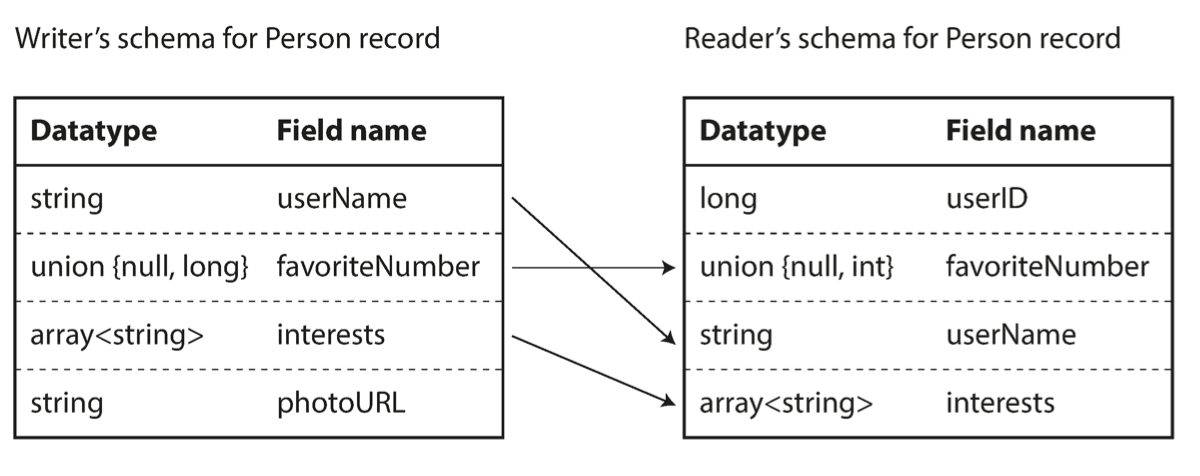 Writer’s schema for Person record
Datatype Field name
string userName
union {null, long} favoriteNumber
array<string> interests
string photoURL
Reader’s schema for Person record
Datatype Field name
long userID
union {null, int} favoriteNumber
string userName
array<string> interests